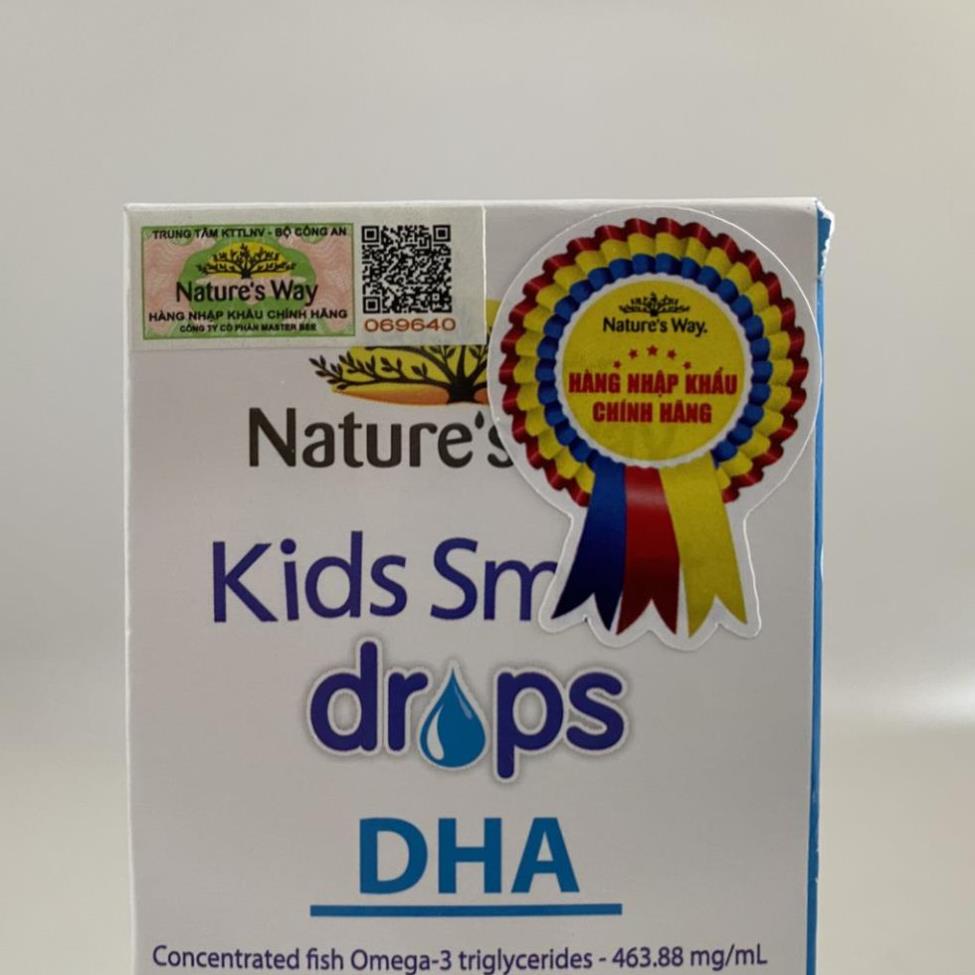 TRUNG TÂM KTTLNV - BỘ CÔNG AN
Nature's Way
HÀNG NHẬP KHẨU CHÍNH HÃNG
CÔNG TY CỔ PHẦN MASTER BEE
069640
Nature's Way.
HÀNG NHẬP KHẨU
CHÍNH HÃNG
Nature's
Kids Sm
drops
DHA
Concentrated fish Omega-3 triglycerides - 463.88 mg/mL